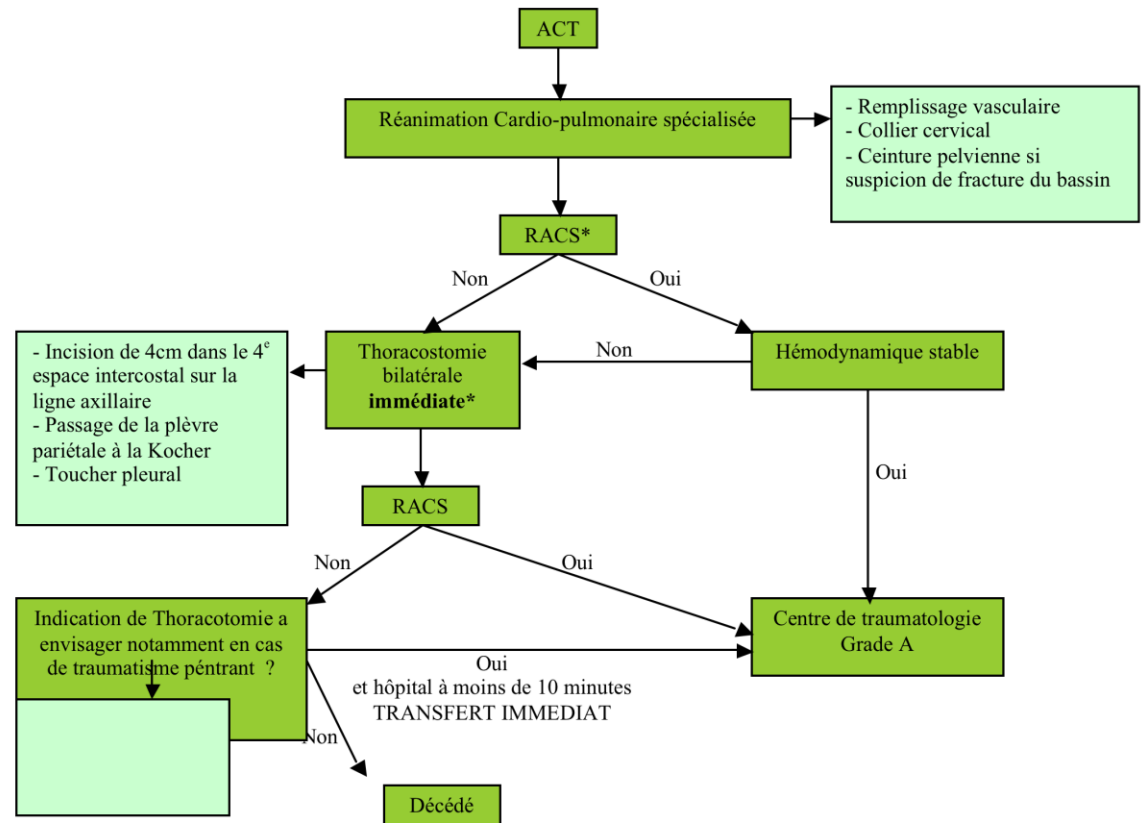 ACT
Réanimation Cardio-pulmonaire spécialisée
- Remplissage vasculaire
- Collier cervical
- Ceinture pelvienne si
suspicion de fracture du bassin
RACS*
Non
Oui
- Incision de 4cm dans le 4e
espace intercostal sur la
ligne axillaire
- Passage de la plèvre
pariétale à la Kocher
- Toucher pleural
Thoracostomie
bilatérale
immédiate*
Non
Hémodynamique stable
Oui
RACS
Non
Oui
Indication de Thoracotomie a
envisager notamment en cas
de traumatisme péntrant ?
Centre de traumatologie
Grade A
Oui
et hôpital à moins de 10 minutes
TRANSFERT IMMEDIAT
Non
Décédé